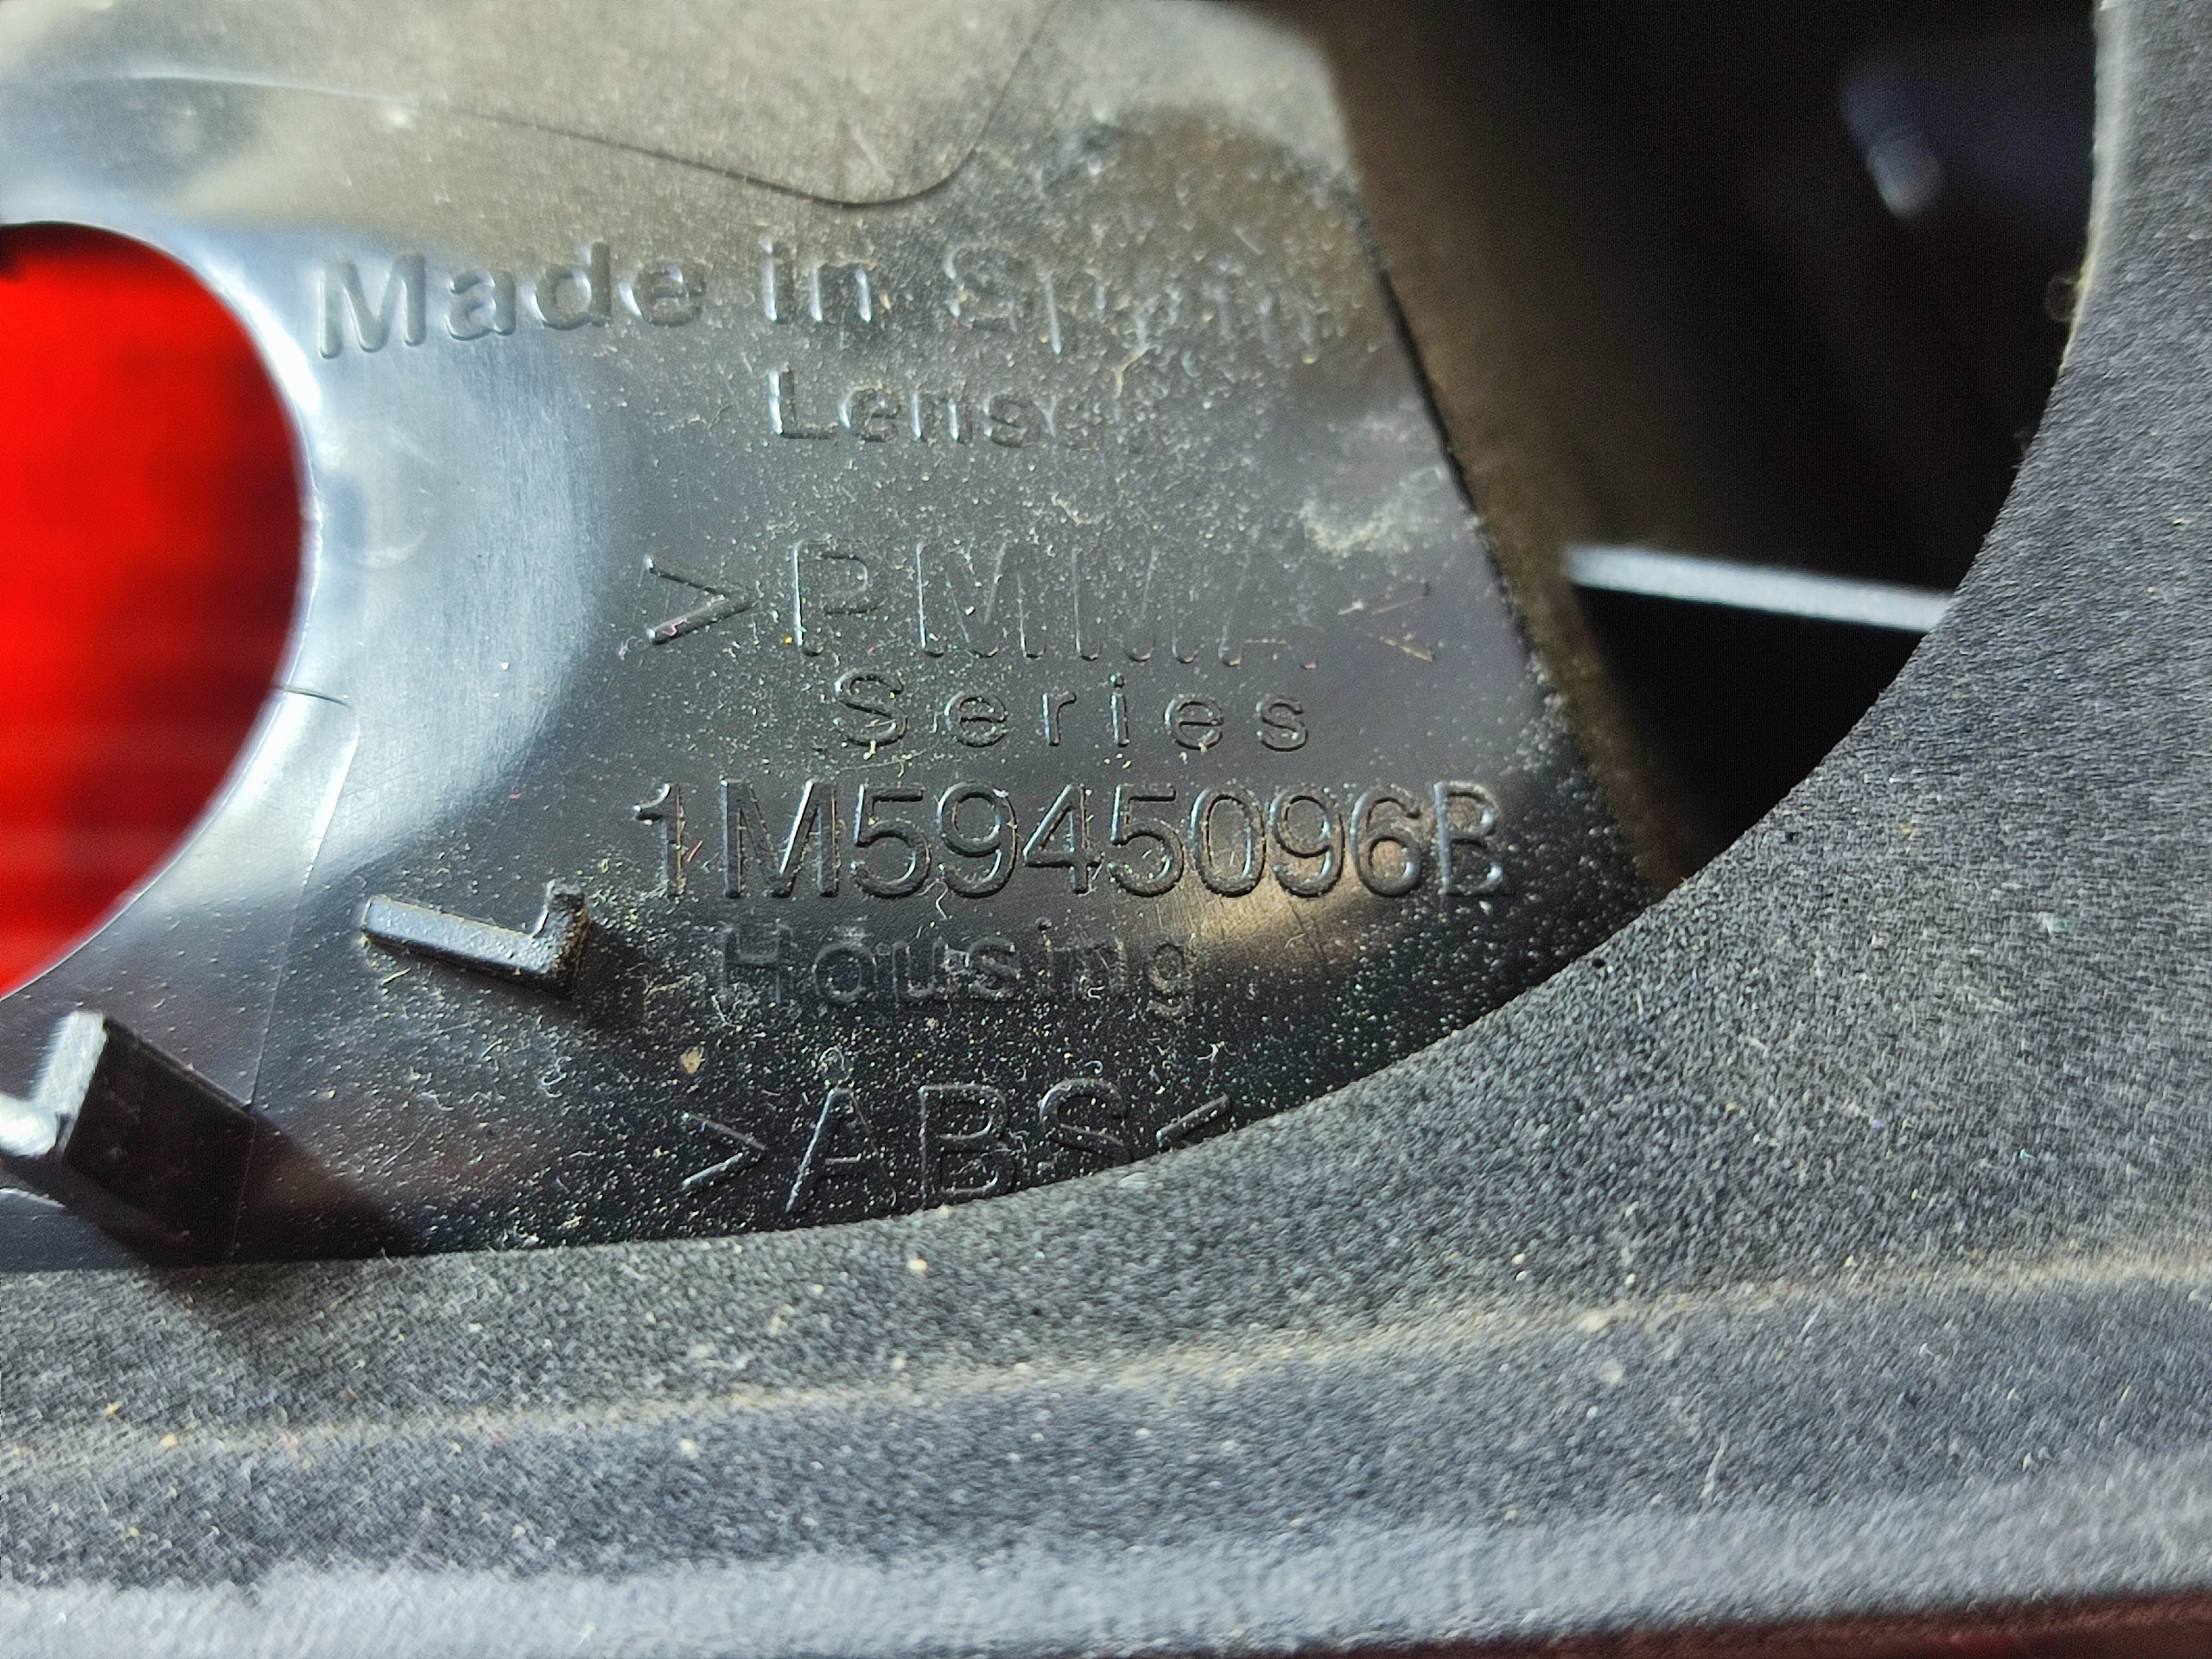 Made in Spain
Lens
>PMMA<
Series
1M5945096B
Housing
>ABS<